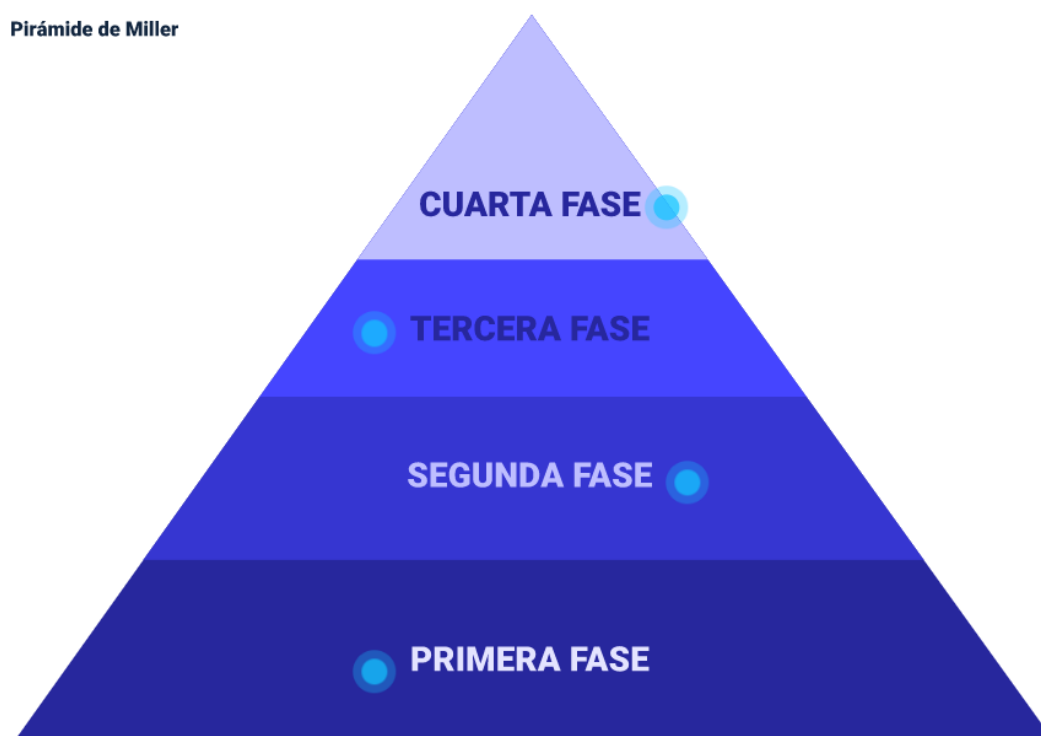 Pirámide de Miller
CUARTA FASE
TERCERA FASE
SEGUNDA FASE
PRIMERA FASE